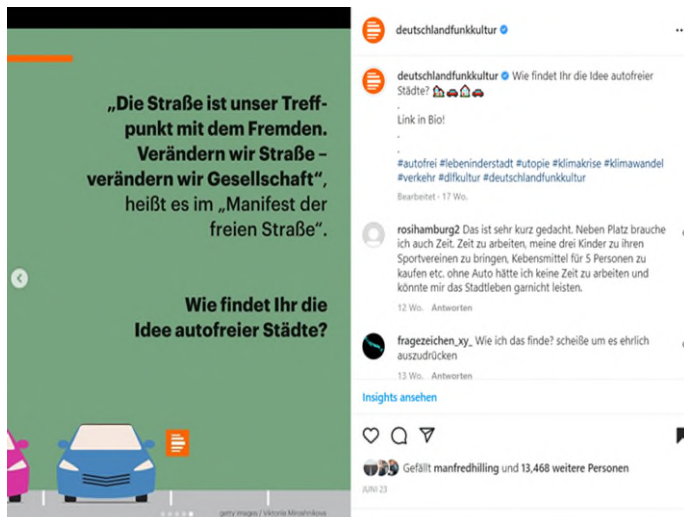 „Die Straße ist unser Treff-
punkt mit dem Fremden.
Verändern wir Straße –
verändern wir Gesellschaft“,
heißt es im „Manifest der
freien Straße“.
Wie findet Ihr die
Idee autofreier Städte?
getty images / Viktoriia Miroshnikova
deutschlandfunkkultur
deutschlandfunkkultur Wie findet Ihr die Idee autofreier
Städte? 🏠🚗🏠🚗
.
Link in Bio!
.
.
#autofrei #lebeninderstadt #utopie #klimakrise #klimawandel
#verkehr #dlfkultur #deutschlandfunkkultur
Bearbeitet · 17 Wo.
rosihamburg2 Das ist sehr kurz gedacht. Neben Platz brauche
ich auch Zeit. Zeit zu arbeiten, meine drei Kinder zu ihren
Sportvereinen zu bringen, Kebensmittel für 5 Personen zu
kaufen etc. ohne Auto hätte ich keine Zeit zu arbeiten und
könnte mir das Stadtleben garnicht leisten.
12 Wo. Antworten
fragezeichen_xy_ Wie ich das finde? scheiße um es ehrlich
auszudrücken
13 Wo. Antworten
Insights ansehen
Gefällt manfredhilling und 13,468 weitere Personen
JUNI 23